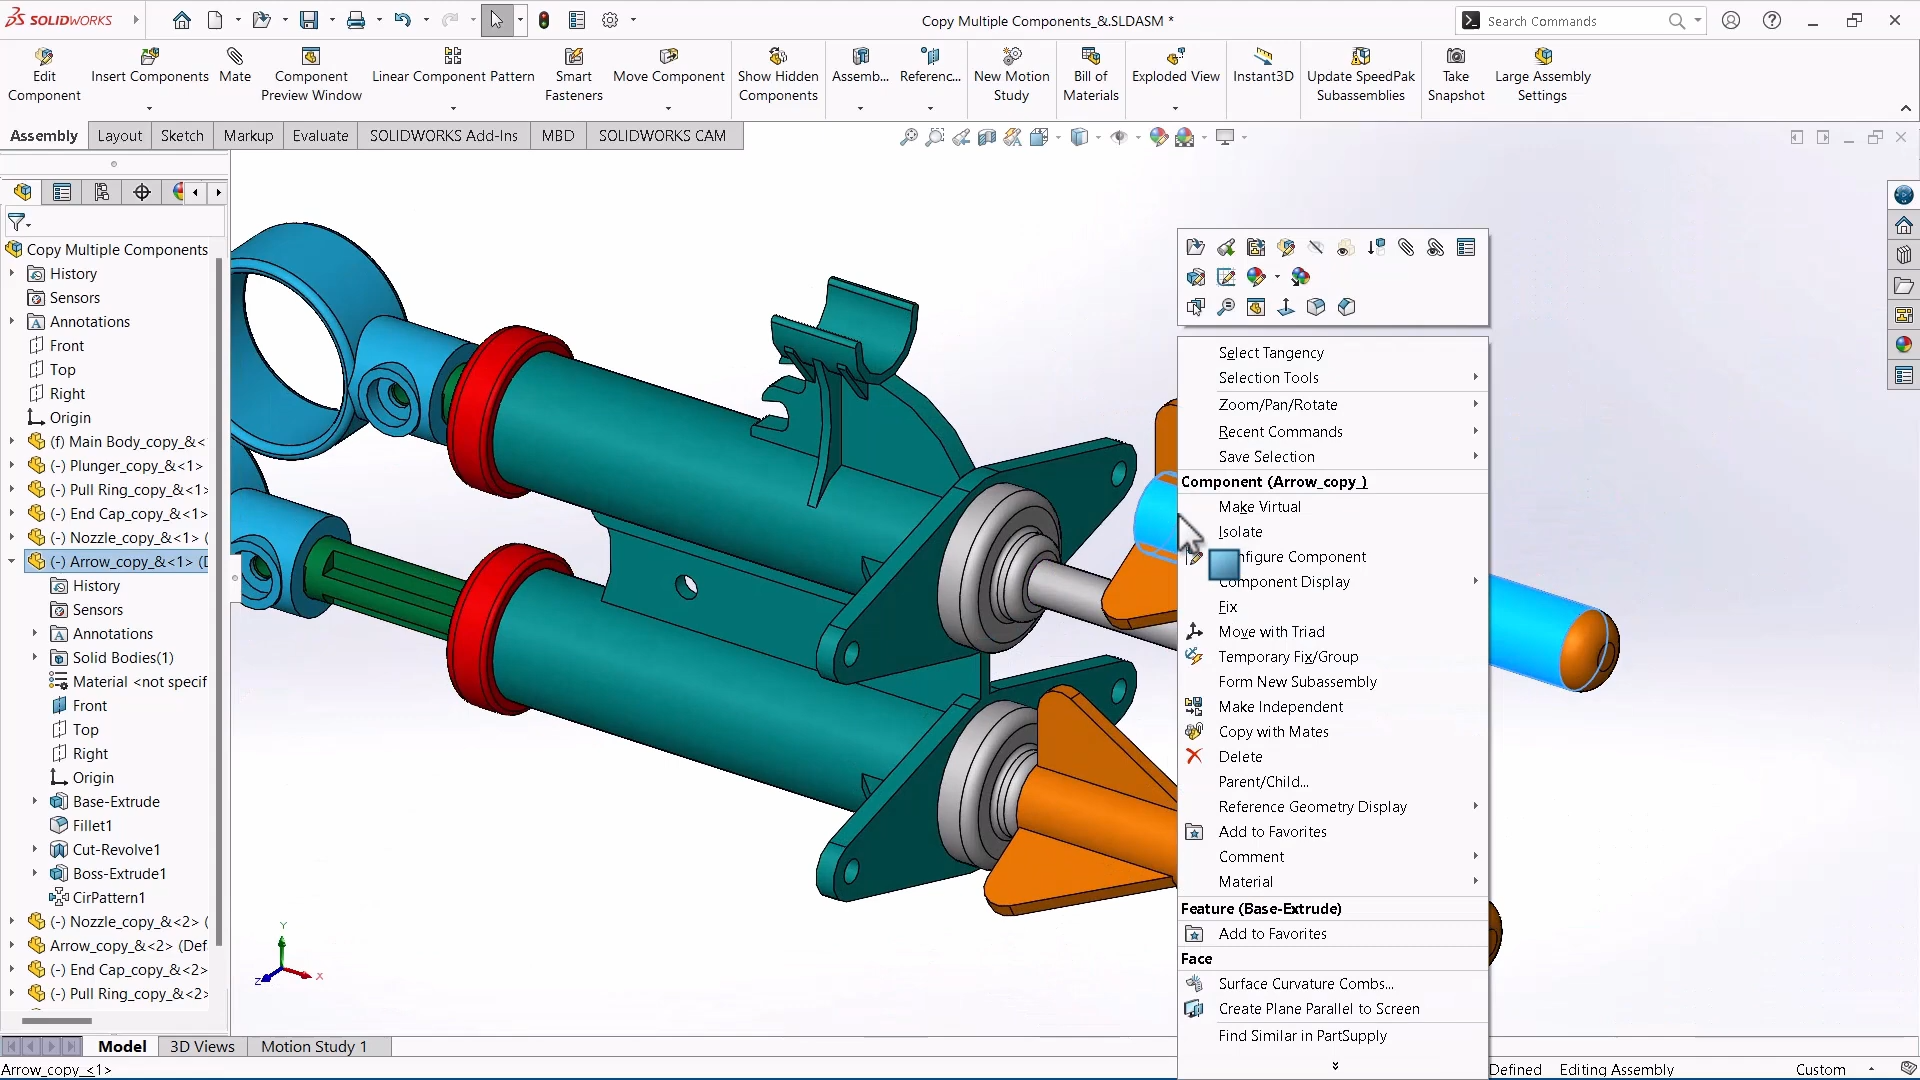 SOLIDWORKS
Copy Multiple Components_&.SLDASM *
Search Commands
Edit Component
Insert Components
Mate
Component Preview Window
Linear Component Pattern
Smart Fasteners
Move Component
Show Hidden Components
Assemb...
Referenc...
New Motion Study
Bill of Materials
Exploded View
Instant3D
Update SpeedPak Subassemblies
Take Snapshot
Large Assembly Settings
Assembly
Layout
Sketch
Markup
Evaluate
SOLIDWORKS Add-Ins
MBD
SOLIDWORKS CAM
Copy Multiple Components
History
Sensors
Annotations
Front
Top
Right
Origin
(f) Main Body_copy_&<
(-) Plunger_copy_&<1>
(-) Pull Ring_copy_&<1>
(-) End Cap_copy_&<1>
(-) Nozzle_copy_&<1> (
(-) Arrow_copy_&<1> (D
History
Sensors
Annotations
Solid Bodies(1)
Material <not specif
Front
Top
Right
Origin
Base-Extrude
Fillet1
Cut-Revolve1
Boss-Extrude1
CirPattern1
(-) Nozzle_copy_&<2> (
Arrow_copy_&<2> (Def
(-) End Cap_copy_&<2>
(-) Pull Ring_copy_&<2>
Y
X
Z
Select Tangency
Selection Tools
Zoom/Pan/Rotate
Recent Commands
Save Selection
Component (Arrow_copy_)
Make Virtual
Isolate
nfigure Component
Component Display
Fix
Move with Triad
Temporary Fix/Group
Form New Subassembly
Make Independent
Copy with Mates
Delete
Parent/Child...
Reference Geometry Display
Add to Favorites
Comment
Material
Feature (Base-Extrude)
Add to Favorites
Face
Surface Curvature Combs...
Create Plane Parallel to Screen
Find Similar in PartSupply
Model
3D Views
Motion Study 1
Arrow_copy_<1>
Defined
Editing Assembly
Custom